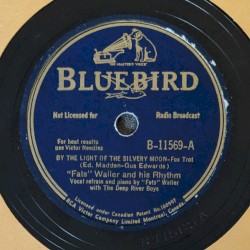 HIS MASTER'S VOICE
BLUEBIRD
Not Licensed for Radio Broadcast
For best results
use Victor Needles
B-11569-A
BY THE LIGHT OF THE SILVERY MOON-Fox Trot
(Ed. Madden-Gus Edwards)
"Fats" Waller and his Rhythm
Vocal refrain and piano by "Fats" Waller
with The Deep River Boys
Licensed under Canadian Patent No.
RCA Victor Company Limited Montreal, Canada